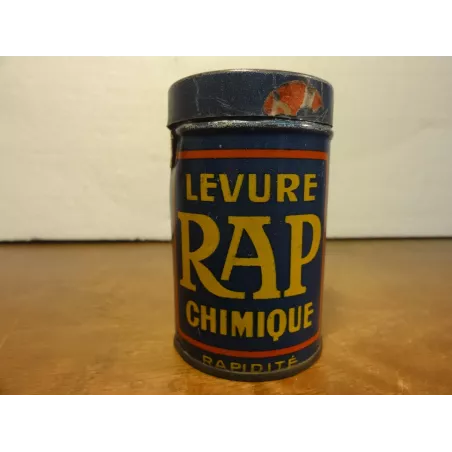 LEVURE
RAP
CHIMIQUE
RAPIDITÉ